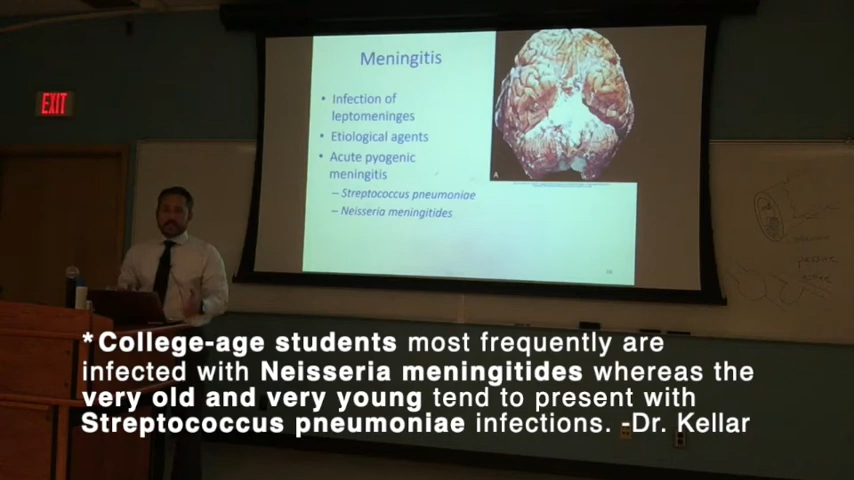 EXIT
Meningitis
• Infection of
leptomeninges
• Etiological agents
• Acute pyogenic
meningitis
– Streptococcus pneumoniae
– Neisseria meningitides
A
passive
*College-age students most frequently are
infected with Neisseria meningitides whereas the
very old and very young tend to present with
Streptococcus pneumoniae infections. -Dr. Kellar